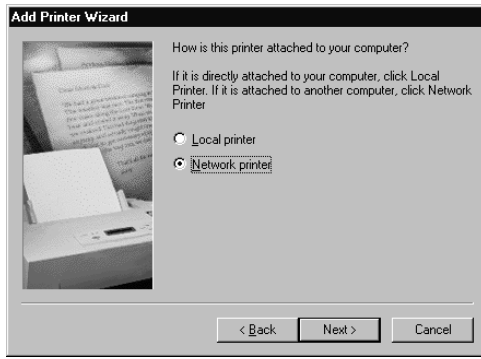 Add Printer Wizard
How is this printer attached to your computer?
If it is directly attached to your computer, click Local
Printer. If it is attached to another computer, click Network
Printer
Local printer
Network printer
< Back
Next >
Cancel